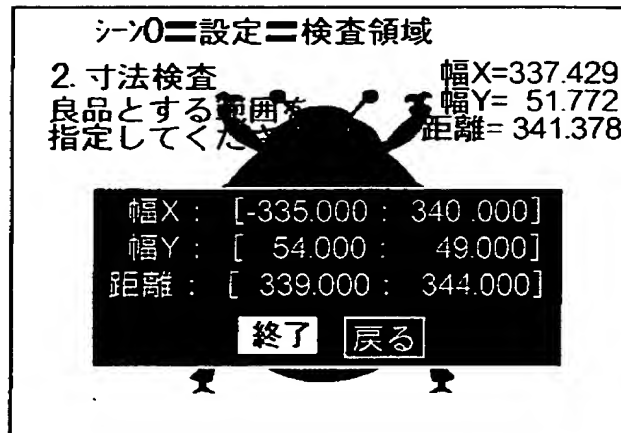 シーン0＝設定＝検査領域
2. 寸法検査
良品とする範囲を
指定してくださ
幅X=337.429
幅Y= 51.772
距離= 341.378
幅X : [-335.000 : 340.000]
幅Y : [ 54.000 : 49.000]
距離 : [ 339.000 : 344.000]
終了 戻る